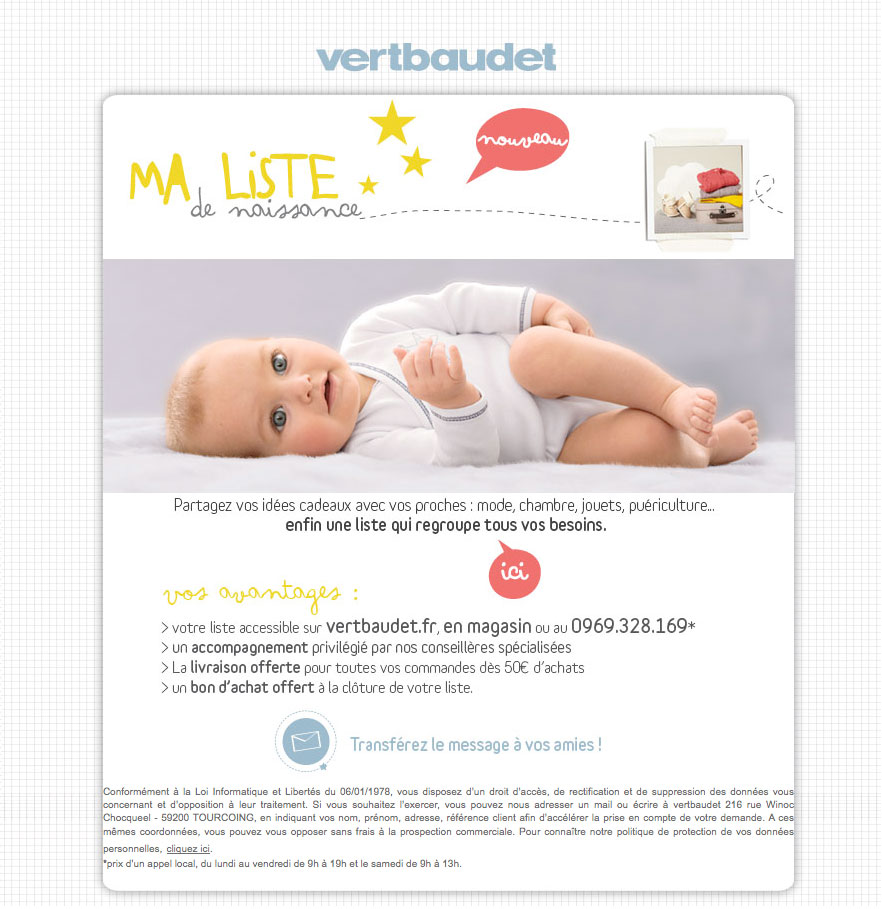 vertbaudet
MA LiSTE
de naissance
nouveau
Partagez vos idées cadeaux avec vos proches : mode, chambre, jouets, puériculture...
enfin une liste qui regroupe tous vos besoins.
ici
vos avantages :
> votre liste accessible sur vertbaudet.fr, en magasin ou au 0969.328.169*
> un accompagnement privilégié par nos conseillères spécialisées
> La livraison offerte pour toutes vos commandes dès 50€ d'achats
> un bon d'achat offert à la clôture de votre liste.
Transférez le message à vos amies !
Conformément à la Loi Informatique et Libertés du 06/01/1978, vous disposez d'un droit d'accès, de rectification et de suppression des données vous
concernant et d'opposition à leur traitement. Si vous souhaitez l'exercer, vous pouvez nous adresser un mail ou écrire à vertbaudet 216 rue Winoc
Chocqueel - 59200 TOURCOING, en indiquant vos nom, prénom, adresse, référence client afin d'accélérer la prise en compte de votre demande. A ces
mêmes coordonnées, vous pouvez vous opposer sans frais à la prospection commerciale. Pour connaître notre politique de protection de vos données
personnelles, cliquez ici.
*prix d'un appel local, du lundi au vendredi de 9h à 19h et le samedi de 9h à 13h.